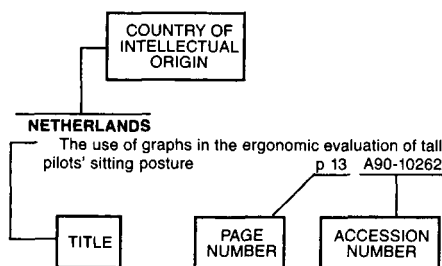 COUNTRY OF
INTELLECTUAL
ORIGIN
NETHERLANDS
The use of graphs in the ergonomic evaluation of tall
pilots' sitting posture p 13 A90-10262
TITLE
PAGE
NUMBER
ACCESSION
NUMBER